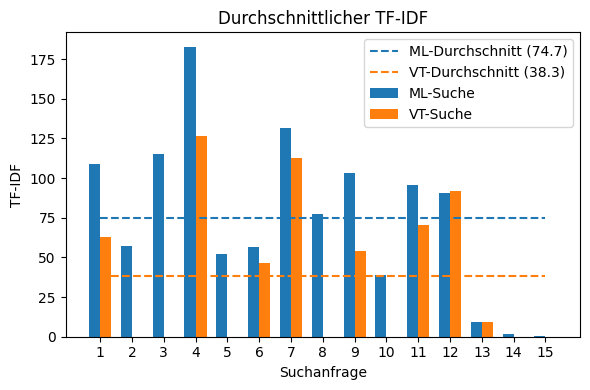 Durchschnittlicher TF-IDF
TF-IDF
175
150
125
100
75
50
25
0
ML-Durchschnitt (74.7)
VT-Durchschnitt (38.3)
ML-Suche
VT-Suche
1 2 3 4 5 6 7 8 9 10 11 12 13 14 15
Suchanfrage